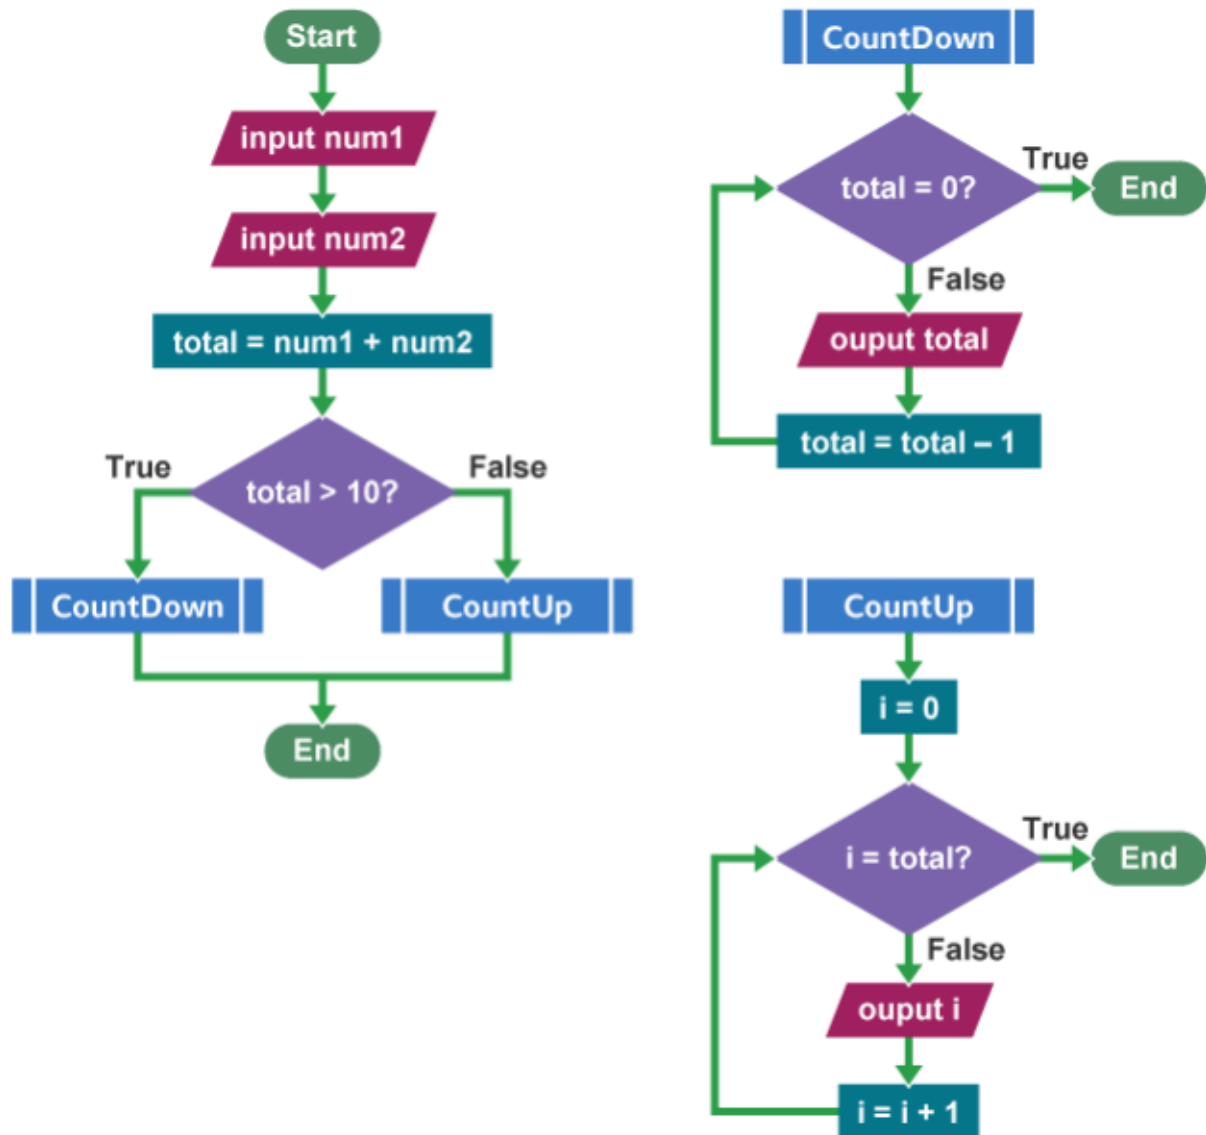 Start
input num1
input num2
total = num1 + num2
total > 10?
True
False
CountDown
CountUp
End
CountDown
total = 0?
True
End
False
ouput total
total = total – 1
CountUp
i = 0
i = total?
True
End
False
ouput i
i = i + 1